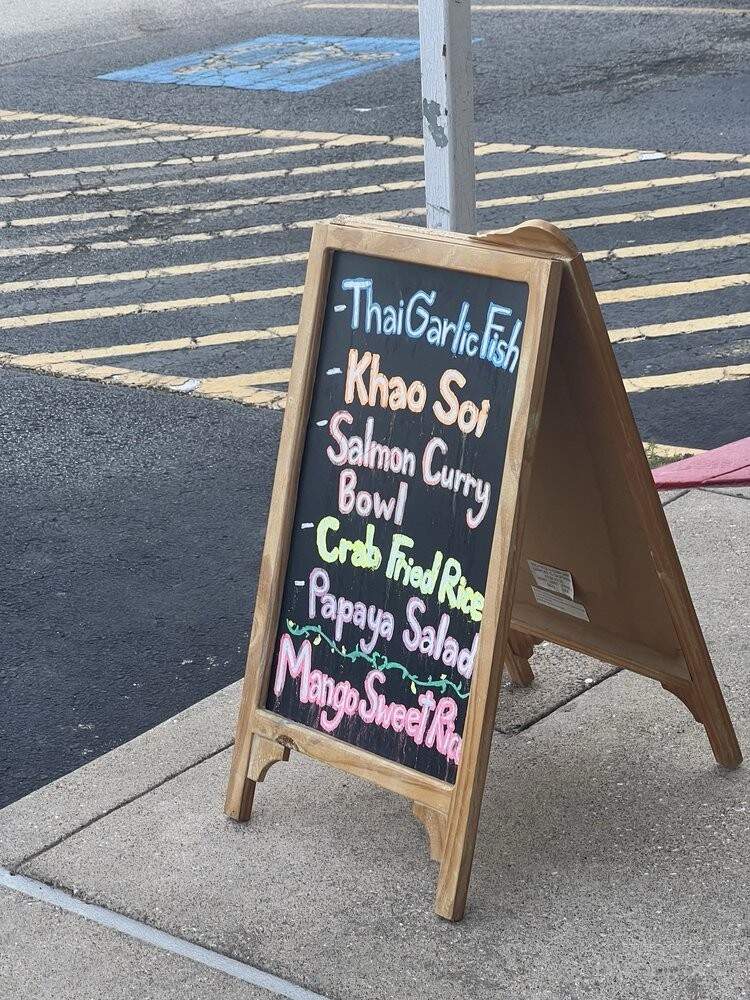 - Thai Garlic Fish
- Khao Soi
- Salmon Curry
Bowl
- Crab Fried Rice
- Papaya Salad
Mango Sweet Rice